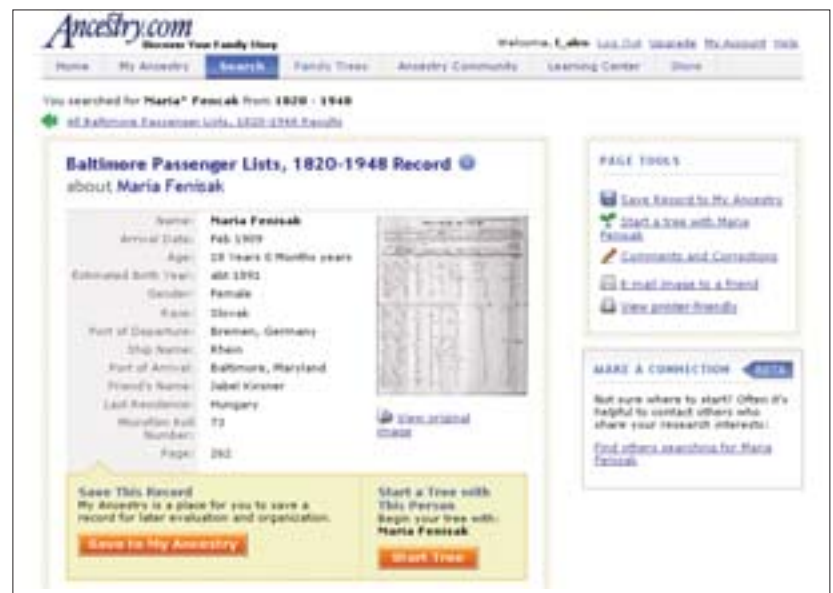 Ancestry.com
Discover Your Family Story
Welcome, Log Out Upgrade My Account Help
Home My Ancestry Search Family Trees Ancestry Community Learning Center Store
You searched for Maria* Fencak from 1820 - 1948
All Baltimore Passenger Lists, 1820-1948 Results
Baltimore Passenger Lists, 1820-1948 Record
about Maria Fenisak
Name: Maria Fenisak
Arrival Date: Feb 1909
Age: 18 Years 0 Months years
Estimated Birth Year: abt 1891
Gender: Female
Race: Slovak
Port of Departure: Bremen, Germany
Ship Name: Rhein
Port of Arrival: Baltimore, Maryland
Friend's Name: Kirsner
Last Residence: Hungary
Microfilm Roll
Number: 73
Page: 262
View original
image
Save This Record
My Ancestry is a place for you to save a
record for later evaluation and organization.
Save to My Ancestry
Start a Tree with
This Person
Begin your tree with:
Maria Fenisak
Start Tree
PAGE TOOLS
Save Record to My Ancestry
Start a tree with Maria
Fenisak
Comments and Corrections
E-mail image to a friend
View printer-friendly
MAKE A CONNECTION BETA
Not sure where to start? Often it's
helpful to contact others who
share your research interests:
Find others searching for Maria
Fenisak